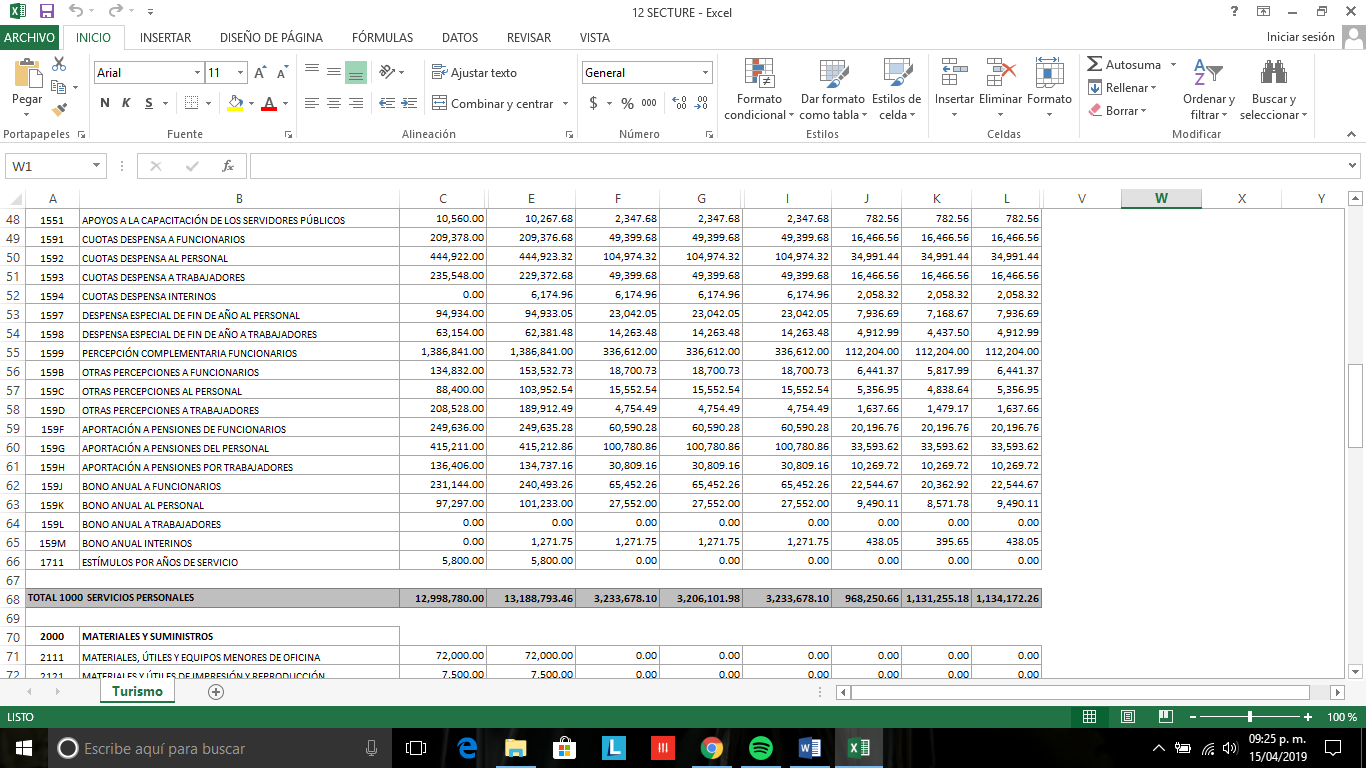 12 SECTURE - Excel
?
ARCHIVO INICIO INSERTAR DISEÑO DE PÁGINA FÓRMULAS DATOS REVISAR VISTA Iniciar sesión
Pegar
Portapapeles
Arial 11
N K S
Fuente
Ajustar texto
Combinar y centrar
Alineación
General
$ % 000
Número
Formato condicional
Dar formato como tabla
Estilos de celda
Estilos
Insertar Eliminar Formato
Celdas
Autosuma
Rellenar
Borrar
Ordenar y filtrar
Buscar y seleccionar
Modificar
W1
A B C E F G I J K L V W X Y
48 1551 APOYOS A LA CAPACITACIÓN DE LOS SERVIDORES PÚBLICOS 10,560.00 10,267.68 2,347.68 2,347.68 2,347.68 782.56 782.56 782.56
49 1591 CUOTAS DESPENSA A FUNCIONARIOS 209,378.00 209,376.68 49,399.68 49,399.68 49,399.68 16,466.56 16,466.56 16,466.56
50 1592 CUOTAS DESPENSA AL PERSONAL 444,922.00 444,923.32 104,974.32 104,974.32 104,974.32 34,991.44 34,991.44 34,991.44
51 1593 CUOTAS DESPENSA A TRABAJADORES 235,548.00 229,372.68 49,399.68 49,399.68 49,399.68 16,466.56 16,466.56 16,466.56
52 1594 CUOTAS DESPENSA INTERINOS 0.00 6,174.96 6,174.96 6,174.96 6,174.96 2,058.32 2,058.32 2,058.32
53 1597 DESPENSA ESPECIAL DE FIN DE AÑO AL PERSONAL 94,934.00 94,933.05 23,042.05 23,042.05 23,042.05 7,936.69 7,168.67 7,936.69
54 1598 DESPENSA ESPECIAL DE FIN DE AÑO A TRABAJADORES 63,154.00 62,381.48 14,263.48 14,263.48 14,263.48 4,912.99 4,437.50 4,912.99
55 1599 PERCEPCIÓN COMPLEMENTARIA FUNCIONARIOS 1,386,841.00 1,386,841.00 336,612.00 336,612.00 336,612.00 112,204.00 112,204.00 112,204.00
56 159B OTRAS PERCEPCIONES A FUNCIONARIOS 134,832.00 153,532.73 18,700.73 18,700.73 18,700.73 6,441.37 5,817.99 6,441.37
57 159C OTRAS PERCEPCIONES AL PERSONAL 88,400.00 103,952.54 15,552.54 15,552.54 15,552.54 5,356.95 4,838.64 5,356.95
58 159D OTRAS PERCEPCIONES A TRABAJADORES 208,528.00 189,912.49 4,754.49 4,754.49 4,754.49 1,637.66 1,479.17 1,637.66
59 159F APORTACIÓN A PENSIONES DE FUNCIONARIOS 249,636.00 249,635.28 60,590.28 60,590.28 60,590.28 20,196.76 20,196.76 20,196.76
60 159G APORTACIÓN A PENSIONES DEL PERSONAL 415,211.00 415,212.86 100,780.86 100,780.86 100,780.86 33,593.62 33,593.62 33,593.62
61 159H APORTACIÓN A PENSIONES POR TRABAJADORES 136,406.00 134,737.16 30,809.16 30,809.16 30,809.16 10,269.72 10,269.72 10,269.72
62 159J BONO ANUAL A FUNCIONARIOS 231,144.00 240,493.26 65,452.26 65,452.26 65,452.26 22,544.67 20,362.92 22,544.67
63 159K BONO ANUAL AL PERSONAL 97,297.00 101,233.00 27,552.00 27,552.00 27,552.00 9,490.11 8,571.78 9,490.11
64 159L BONO ANUAL A TRABAJADORES 0.00 0.00 0.00 0.00 0.00 0.00 0.00 0.00
65 159M BONO ANUAL INTERINOS 0.00 1,271.75 1,271.75 1,271.75 1,271.75 438.05 395.65 438.05
66 1711 ESTÍMULOS POR AÑOS DE SERVICIO 5,800.00 5,800.00 0.00 0.00 0.00 0.00 0.00 0.00
67
68 TOTAL 1000 SERVICIOS PERSONALES 12,998,780.00 13,188,793.46 3,233,678.10 3,206,101.98 3,233,678.10 968,250.66 1,131,255.18 1,134,172.26
69
70 2000 MATERIALES Y SUMINISTROS
71 2111 MATERIALES, ÚTILES Y EQUIPOS MENORES DE OFICINA 72,000.00 72,000.00 0.00 0.00 0.00 0.00 0.00 0.00
72 2121 MATERIALES Y ÚTILES DE IMPRESIÓN Y REPRODUCCIÓN 7,500.00 7,500.00 0.00 0.00 0.00 0.00 0.00 0.00
Turismo
LISTO 100 %
Escribe aquí para buscar
09:25 p. m.
15/04/2019